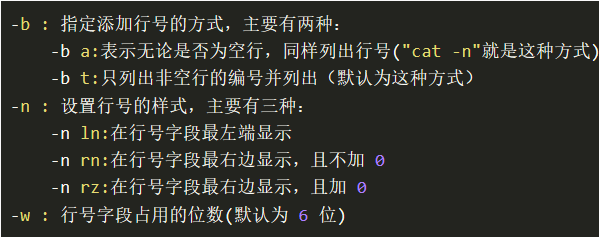 -b : 指定添加行号的方式，主要有两种：
-b a:表示无论是否为空行，同样列出行号("cat -n"就是这种方式)
-b t:只列出非空行的编号并列出（默认为这种方式）
-n : 设置行号的样式，主要有三种：
-n ln:在行号字段最左端显示
-n rn:在行号字段最右边显示，且不加 0
-n rz:在行号字段最右边显示，且加 0
-w : 行号字段占用的位数(默认为 6 位)